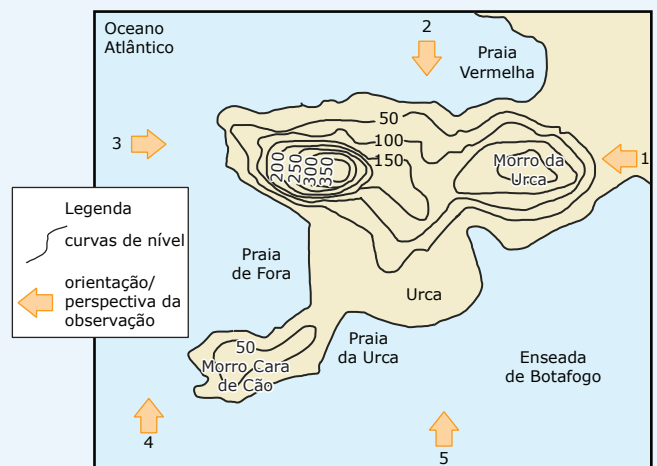 Oceano
Atlântico
2
Praia
Vermelha
50
100
150
3
200
250
300
350
Morro da
Urca
1
Legenda
curvas de nível
orientação/
perspectiva da
observação
Praia
de Fora
Urca
50
Morro Cara
de Cão
Praia
da Urca
Enseada
de Botafogo
4
5